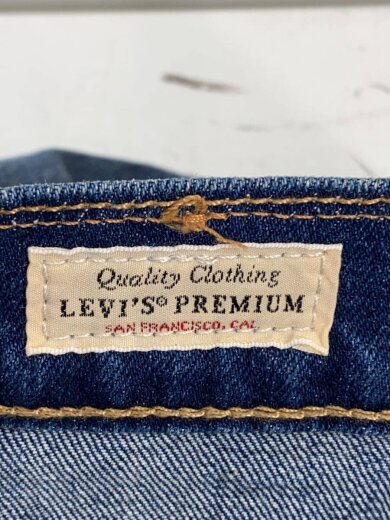 Quality Clothing
LEVI'S® PREMIUM
SAN FRANCISCO, CAL